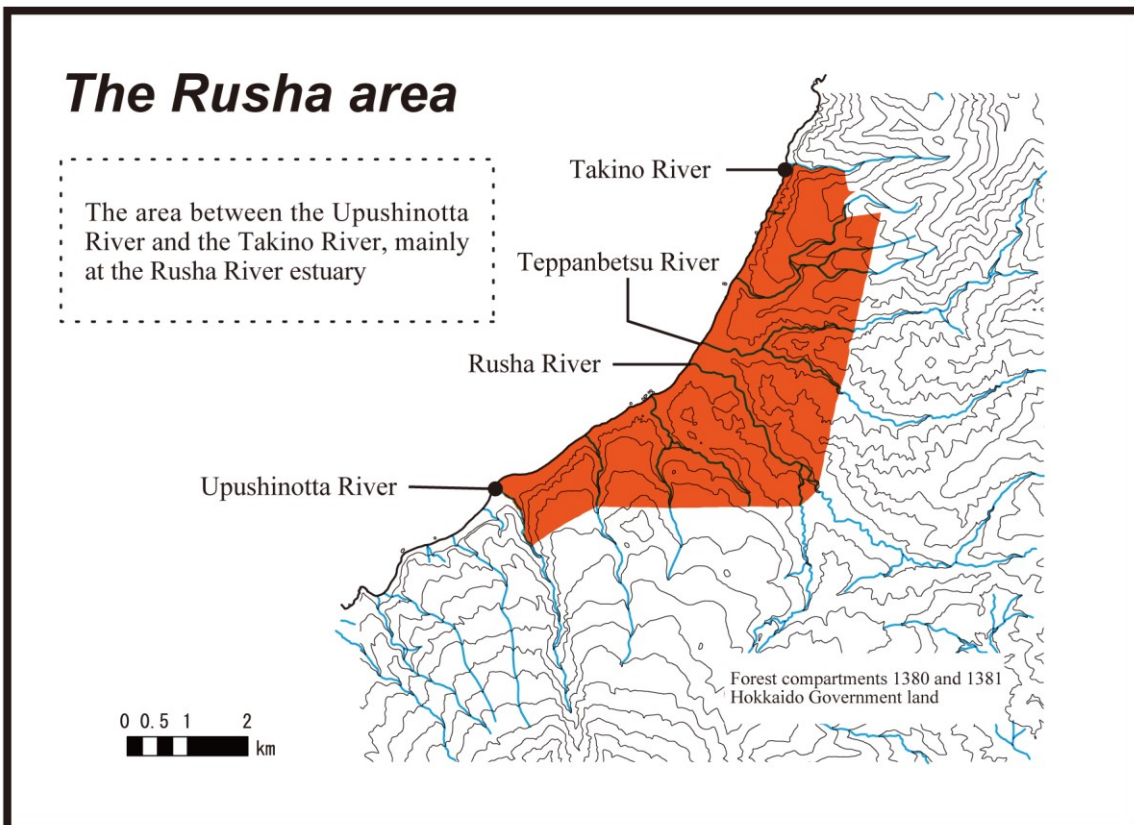 The Rusha area
The area between the Upushinotta
River and the Takino River, mainly
at the Rusha River estuary
Takino River
Teppanbetsu River
Rusha River
Upushinotta River
Forest compartments 1380 and 1381
Hokkaido Government land
0 0.5 1 2
km